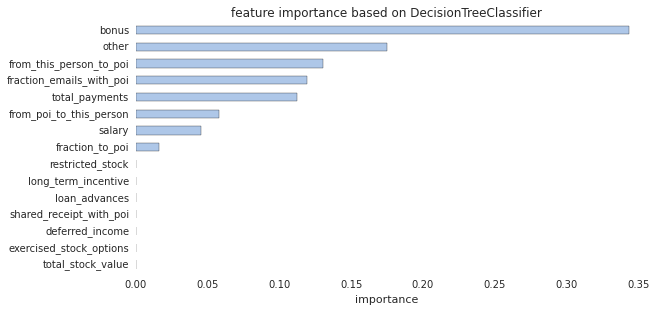 feature importance based on DecisionTreeClassifier
bonus
other
from_this_person_to_poi
fraction_emails_with_poi
total_payments
from_poi_to_this_person
salary
fraction_to_poi
restricted_stock
long_term_incentive
loan_advances
shared_receipt_with_poi
deferred_income
exercised_stock_options
total_stock_value
0.00 0.05 0.10 0.15 0.20 0.25 0.30 0.35
importance